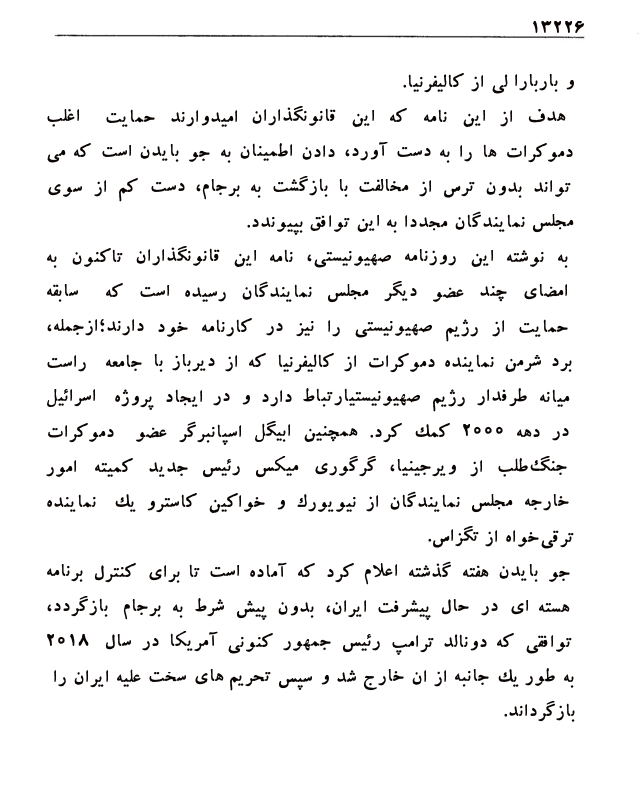 ۱۳۲۲۶
و باربارا لی از کالیفرنیا.
هدف از این نامه که این قانونگذاران امیدوارند حمایت اغلب
دموکرات ها را به دست آورد، دادن اطمینان به جو بایدن است که می
تواند بدون ترس از مخالفت با بازگشت به برجام، دست کم از سوی
مجلس نمایندگان مجددا به این توافق بپیوندد.
به نوشته این روزنامه صهیونیستی، نامه این قانونگذاران تاکنون به
امضای چند عضو دیگر مجلس نمایندگان رسیده است که سابقه
حمایت از رژیم صهیونیستی را نیز در کارنامه خود دارند؛ازجمله،
برد شرمن نماینده دموکرات از کالیفرنیا که از دیرباز با جامعه راست
میانه طرفدار رژیم صهیونیستیارتباط دارد و در ایجاد پروژه اسرائیل
در دهه ۲۰۰۰ کمک کرد. همچنین ابیگل اسپانبرگر عضو دموکرات
جنگ‌طلب از ویرجینیا، گرگوری میکس رئیس جدید کمیته امور
خارجه مجلس نمایندگان از نیویورک و خواکین کاسترو یک نماینده
ترقی‌خواه از تگزاس.
جو بایدن هفته گذشته اعلام کرد که آماده است تا برای کنترل برنامه
هسته ای در حال پیشرفت ایران، بدون پیش شرط به برجام بازگردد،
توافقی که دونالد ترامپ رئیس جمهور کنونی آمریکا در سال ۲۰۱۸
به طور یک جانبه از ان خارج شد و سپس تحریم های سخت علیه ایران را
بازگرداند.